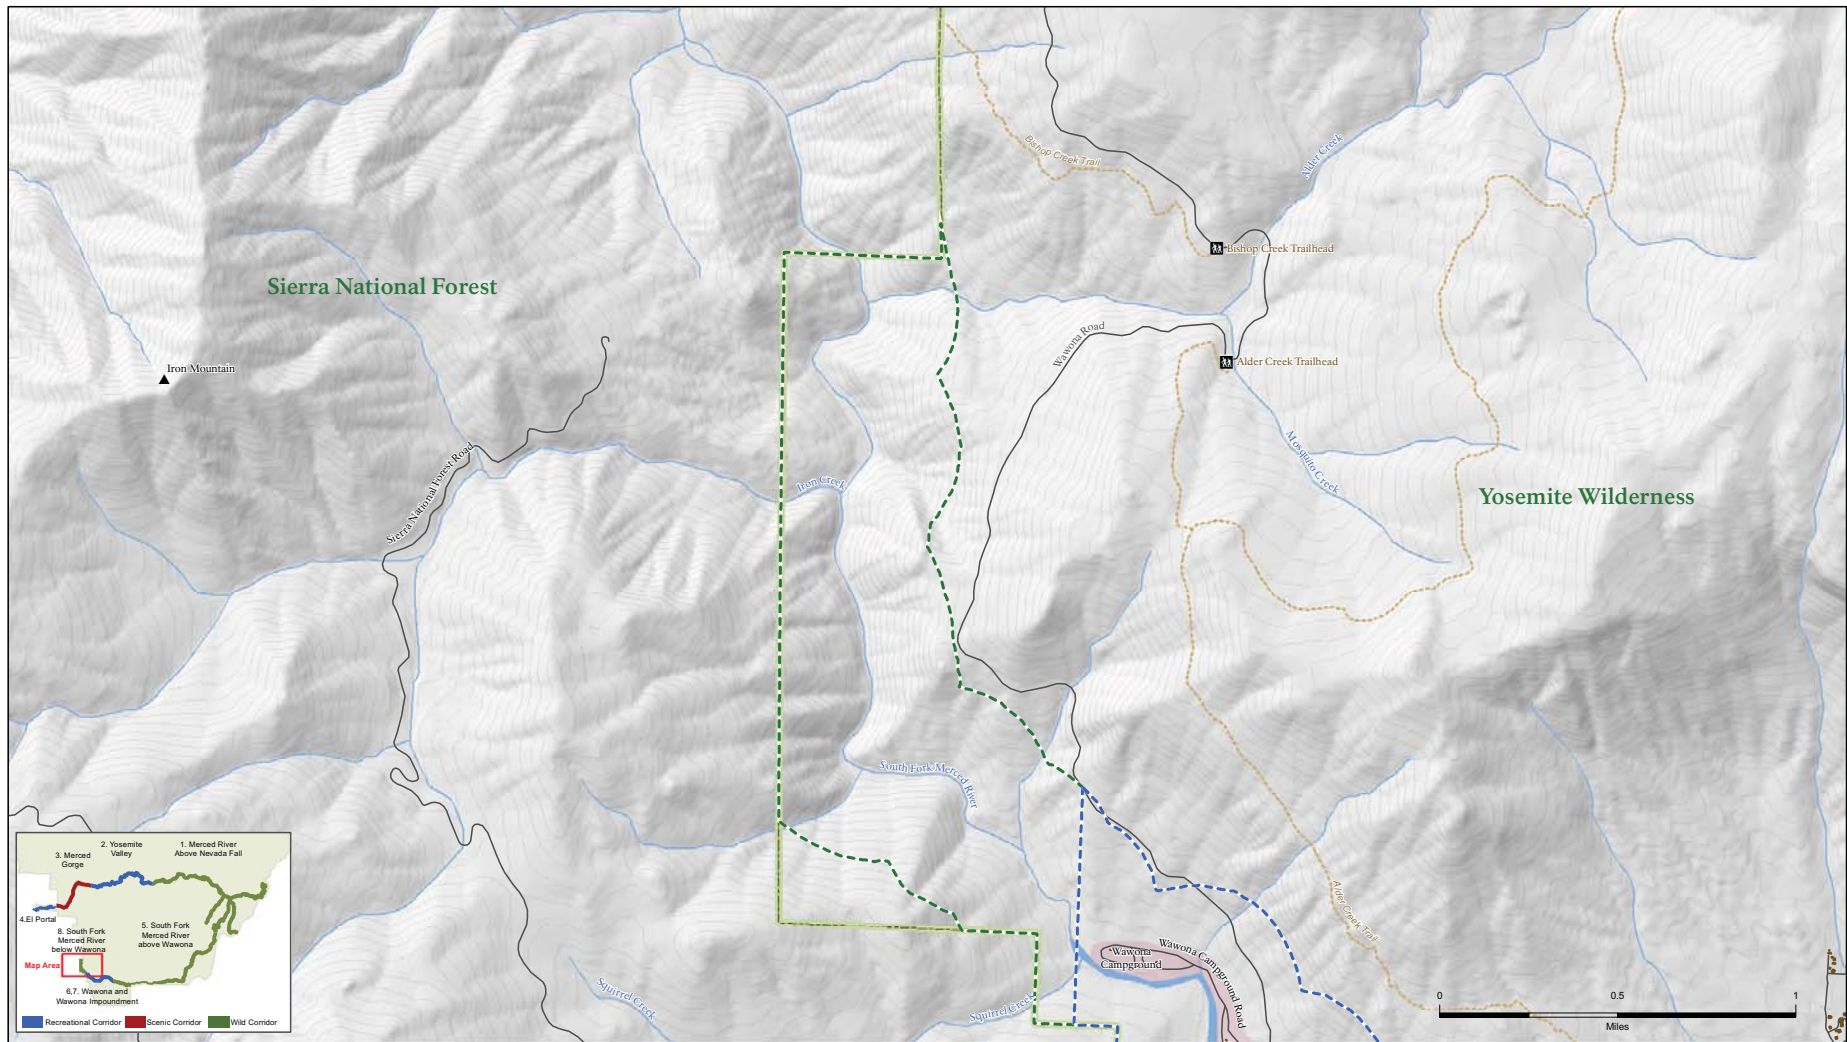 Bishop Creek Trail
Alder Creek
Bishop Creek Trailhead
Sierra National Forest
Wawona Road
Iron Mountain
Alder Creek Trailhead
Sierra National Forest Road
Iron Creek
Mosquito Creek
Yosemite Wilderness
South Fork Merced River
Alder Creek Trail
Wawona
Campground
Wawona Campground Road
Squirrel Creek
Squirrel Creek
2. Yosemite
Valley
1. Merced River
Above Nevada Fall
3. Merced
Gorge
4.El Portal
8. South Fork
Merced River
below Wawona
5. South Fork
Merced River
above Wawona
Map Area
6,7. Wawona and
Wawona Impoundment
Recreational Corridor Scenic Corridor Wild Corridor
0 0.5 1
Miles